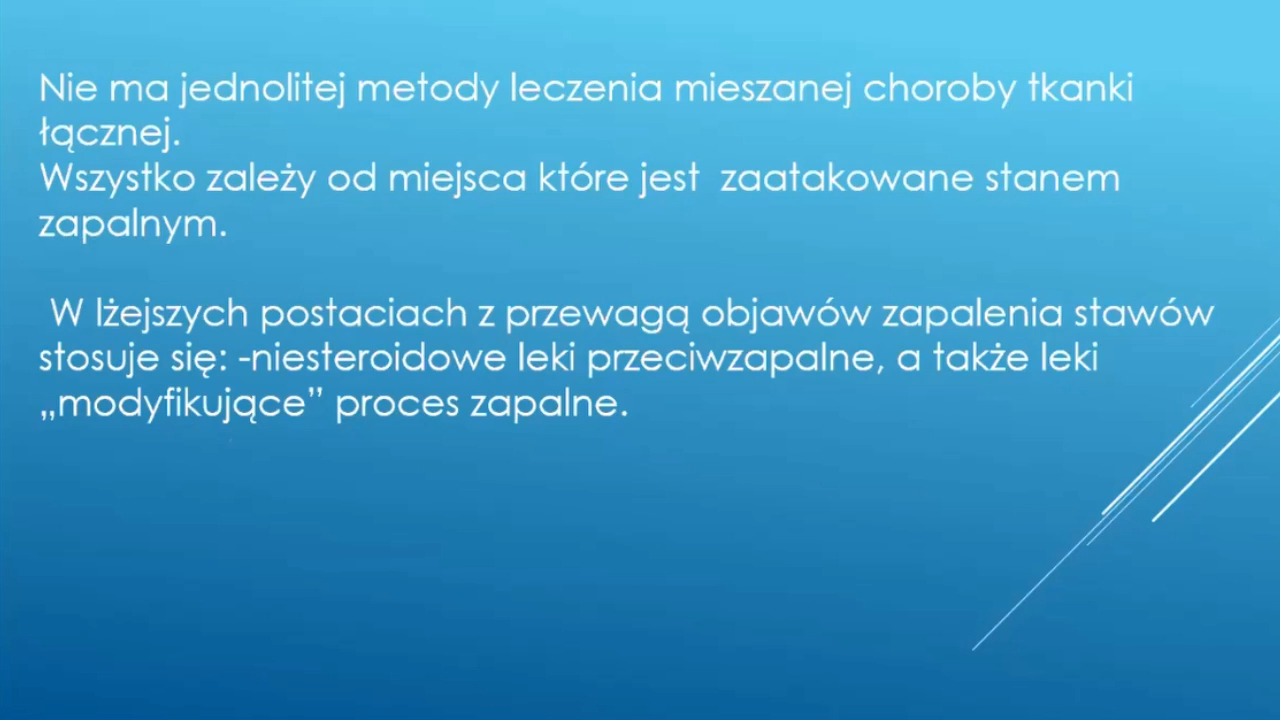 Nie ma jednolitej metody leczenia mieszanej choroby tkanki
łącznej.
Wszystko zależy od miejsca które jest  zaatakowane stanem
zapalnym.
W lżejszych postaciach z przewagą objawów zapalenia stawów
stosuje się: -niesteroidowe leki przeciwzapalne, a także leki
„modyfikujące” proces zapalne.